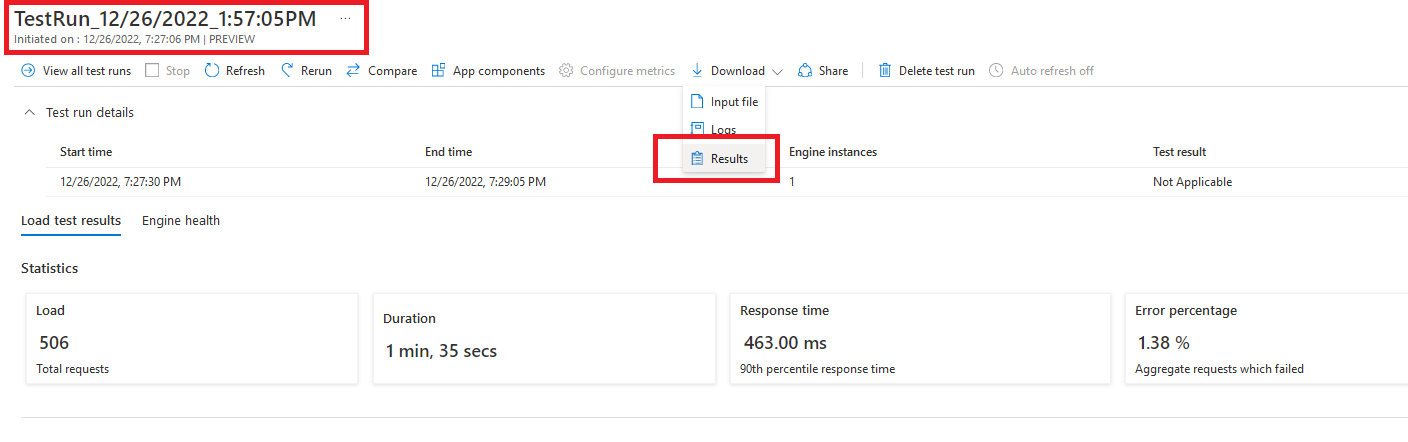 TestRun_12/26/2022_1:57:05PM ...
Initiated on : 12/26/2022, 7:27:06 PM | PREVIEW
View all test runs Stop Refresh Rerun Compare App components Configure metrics Download Share Delete test run Auto refresh off
Input file
Test run details
Logs
Start time End time Engine instances Test result
Results
12/26/2022, 7:27:30 PM 12/26/2022, 7:29:05 PM 1 Not Applicable
Load test results Engine health
Statistics
Load
506
Total requests
Duration
1 min, 35 secs
Response time
463.00 ms
90th percentile response time
Error percentage
1.38 %
Aggregate requests which failed